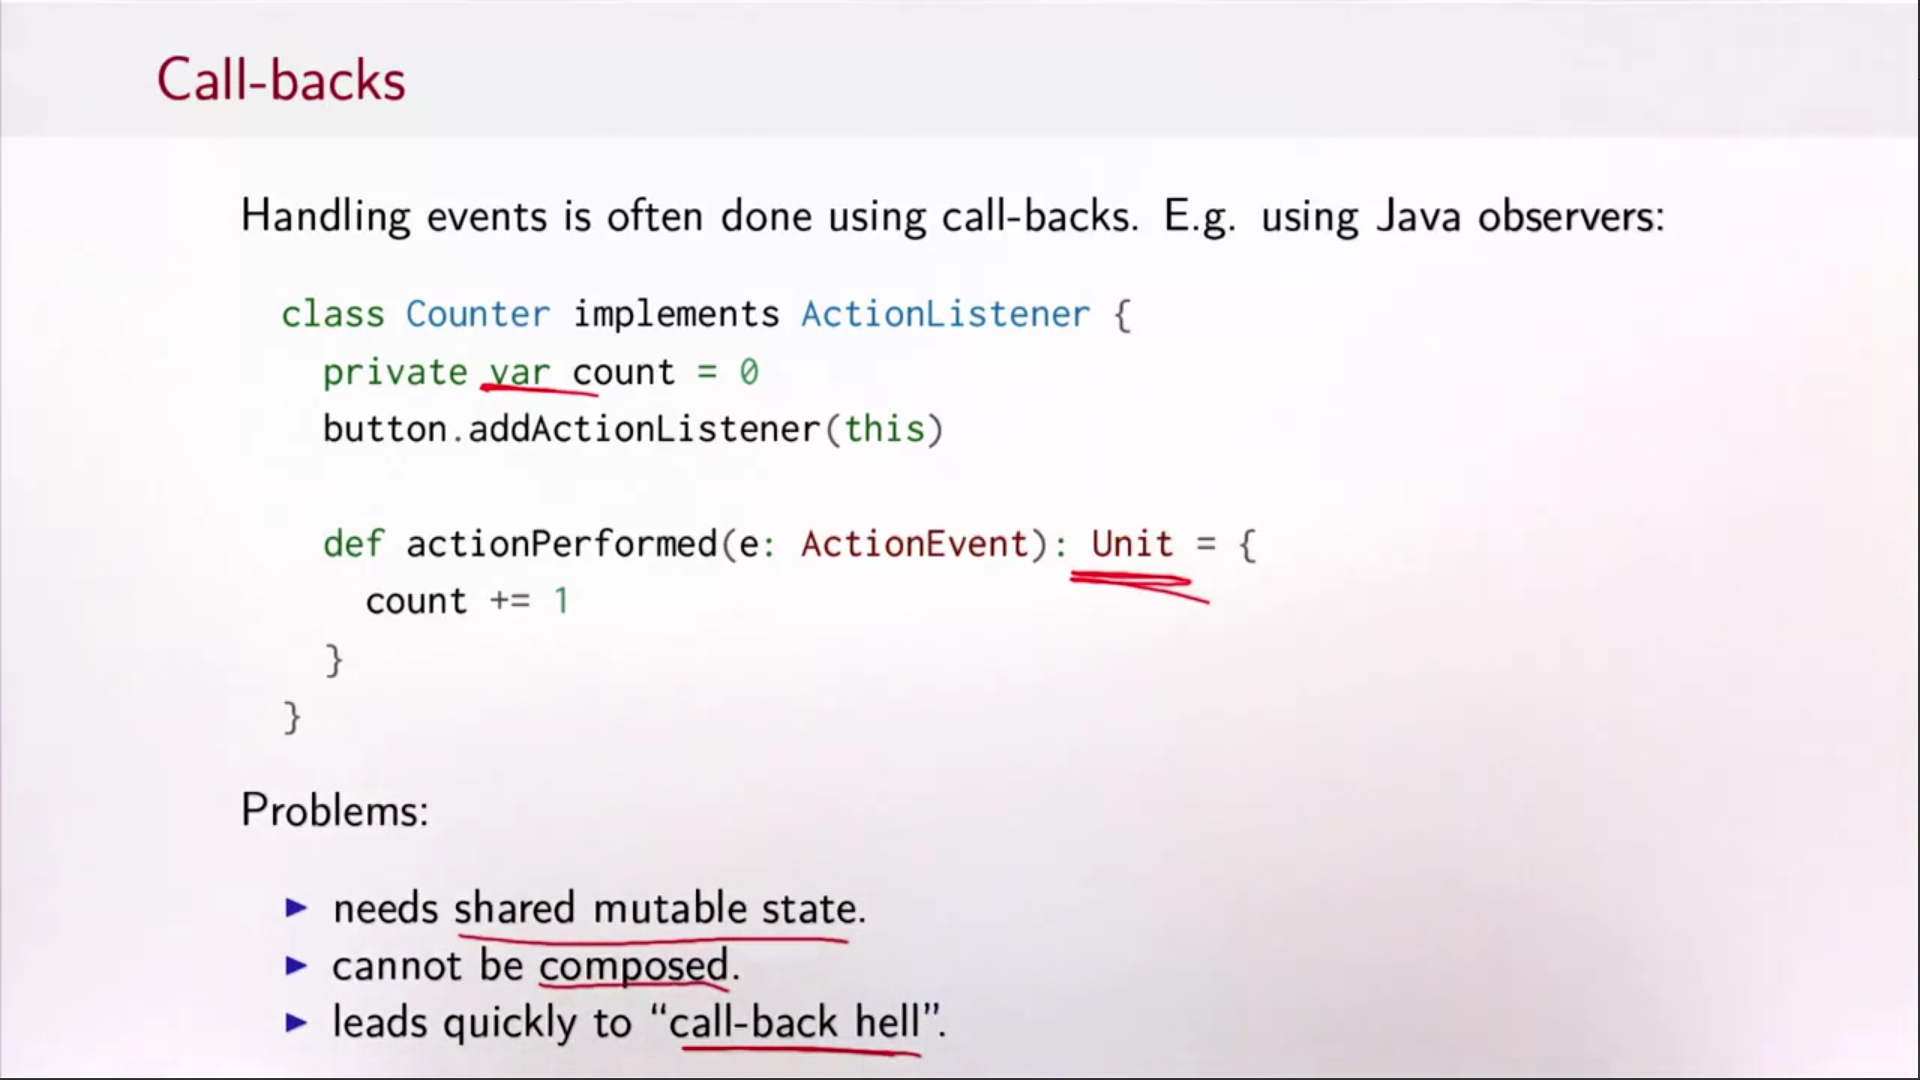 Call-backs
Handling events is often done using call-backs. E.g. using Java observers:
class Counter implements ActionListener {
private var count = 0
button.addActionListener(this)
def actionPerformed(e: ActionEvent): Unit = {
count += 1
}
}
Problems:
▶ needs shared mutable state.
▶ cannot be composed.
▶ leads quickly to “call-back hell”.